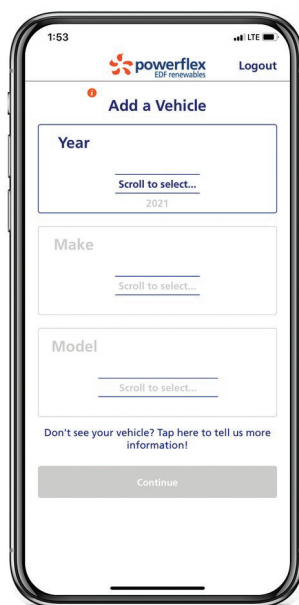 1:53
LTE
powerflex
EDF renewables
Logout
i
Add a Vehicle
Year
Scroll to select...
2021
Make
Scroll to select...
Model
Scroll to select...
Don't see your vehicle? Tap here to tell us more
information!
Continue